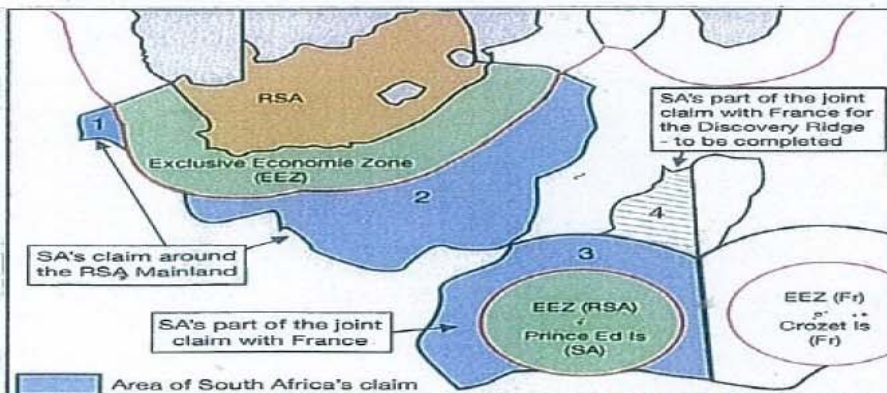 RSA
1
Exclusive Economie Zone
(EEZ)
2
SA's part of the joint
claim with France for
the Discovery Ridge
- to be completed
4
SA's claim around
the RSA Mainland
3
SA's part of the joint
claim with France
EEZ (RSA)
Prince Ed Is
(SA)
EEZ (Fr)
Crozet Is
(Fr)
Area of South Africa's claim